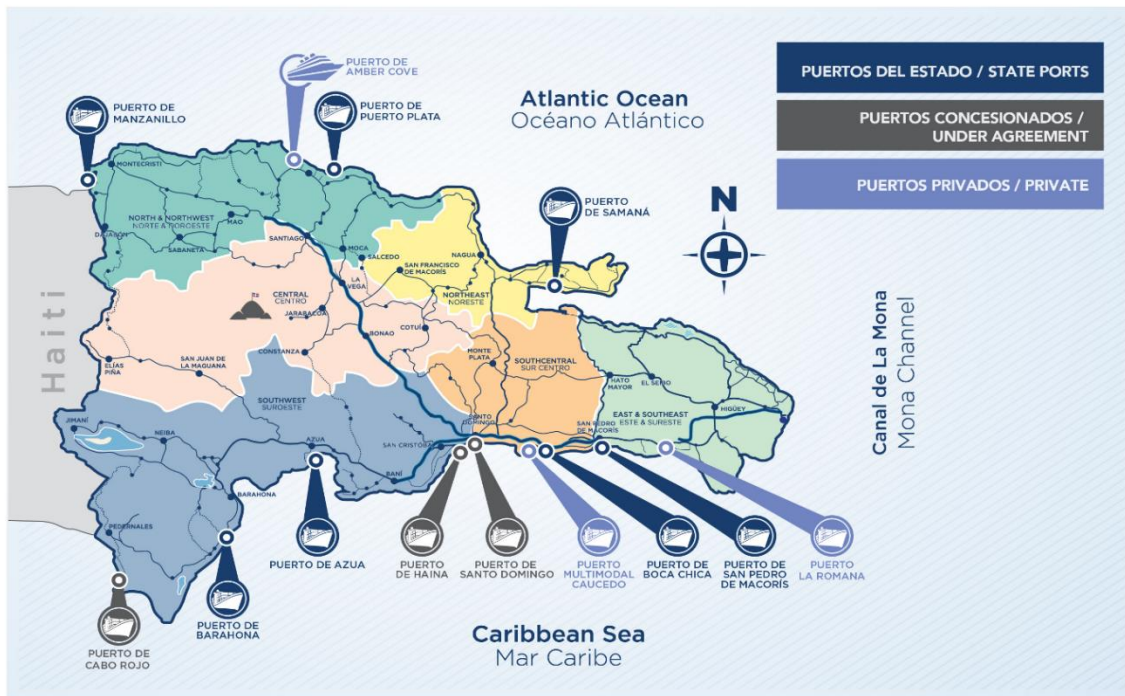 PUERTO DE
AMBER COVE
PUERTO DE
MANZANILLO
PUERTO DE
PUERTO PLATA
Atlantic Ocean
Océano Atlántico
PUERTOS DEL ESTADO / STATE PORTS
PUERTOS CONCESIONADOS /
UNDER AGREEMENT
PUERTOS PRIVADOS / PRIVATE
N
PUERTO
DE SAMANÁ
MONTECRISTI
NORTH & NORTHWEST
NORTE & NOROESTE
MAO
SABANETA
SANTIAGO
MOCA
SALCEDO
NAGUA
SAN FRANCISCO
DE MACORÍS
LA
VEGA
NORTHEAST
NORESTE
CENTRAL
CENTRO
JARABACOA
COTUÍ
BONAO
CONSTANZA
ELÍAS
PIÑA
SAN JUAN DE
LA MAGUANA
MONTE
PLATA
SOUTHCENTRAL
SUR CENTRO
HATO
MAYOR
EL SEIBO
HIGÜEY
EAST & SOUTHEAST
ESTE & SURESTE
SAN PEDRO
DE MACORÍS
SANTO
DOMINGO
SAN CRISTÓBAL
BANÍ
SOUTHWEST
SUROESTE
AZUA
NEIBA
JIMANÍ
BARAHONA
PEDERNALES
Haiti
Canal de La Mona
Mona Channel
PUERTO DE AZUA
PUERTO
DE HAINA
PUERTO DE
SANTO DOMINGO
PUERTO
MULTIMODAL
CAUCEDO
PUERTO DE
BOCA CHICA
PUERTO DE
SAN PEDRO
DE MACORÍS
PUERTO
LA ROMANA
PUERTO DE
BARAHONA
PUERTO DE
CABO ROJO
Caribbean Sea
Mar Caribe